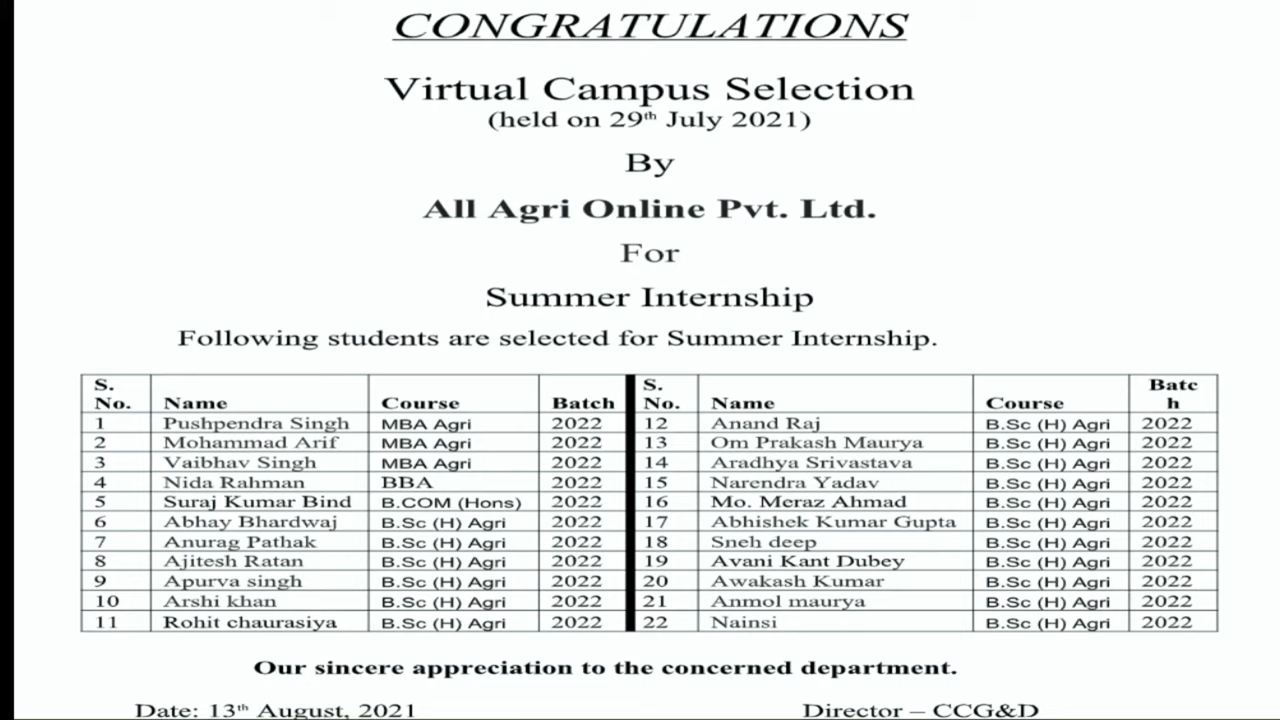 CONGRATULATIONS
Virtual Campus Selection
(held on 29th July 2021)
By
All Agri Online Pvt. Ltd.
For
Summer Internship
Following students are selected for Summer Internship.
S. No. Name Course Batch S. No. Name Course Batch
1 Pushpendra Singh MBA Agri 2022 12 Anand Raj B.Sc (H) Agri 2022
2 Mohammad Arif MBA Agri 2022 13 Om Prakash Maurya B.Sc (H) Agri 2022
3 Vaibhav Singh MBA Agri 2022 14 Aradhya Srivastava B.Sc (H) Agri 2022
4 Nida Rahman BBA 2022 15 Narendra Yadav B.Sc (H) Agri 2022
5 Suraj Kumar Bind B.COM (Hons) 2022 16 Mo. Meraz Ahmad B.Sc (H) Agri 2022
6 Abhay Bhardwaj B.Sc (H) Agri 2022 17 Abhishek Kumar Gupta B.Sc (H) Agri 2022
7 Anurag Pathak B.Sc (H) Agri 2022 18 Sneh deep B.Sc (H) Agri 2022
8 Ajitesh Ratan B.Sc (H) Agri 2022 19 Avani Kant Dubey B.Sc (H) Agri 2022
9 Apurva singh B.Sc (H) Agri 2022 20 Awakash Kumar B.Sc (H) Agri 2022
10 Arshi khan B.Sc (H) Agri 2022 21 Anmol maurya B.Sc (H) Agri 2022
11 Rohit chaurasiya B.Sc (H) Agri 2022 22 Nainsi B.Sc (H) Agri 2022
Our sincere appreciation to the concerned department.
Date: 13th August, 2021 Director – CCG&D